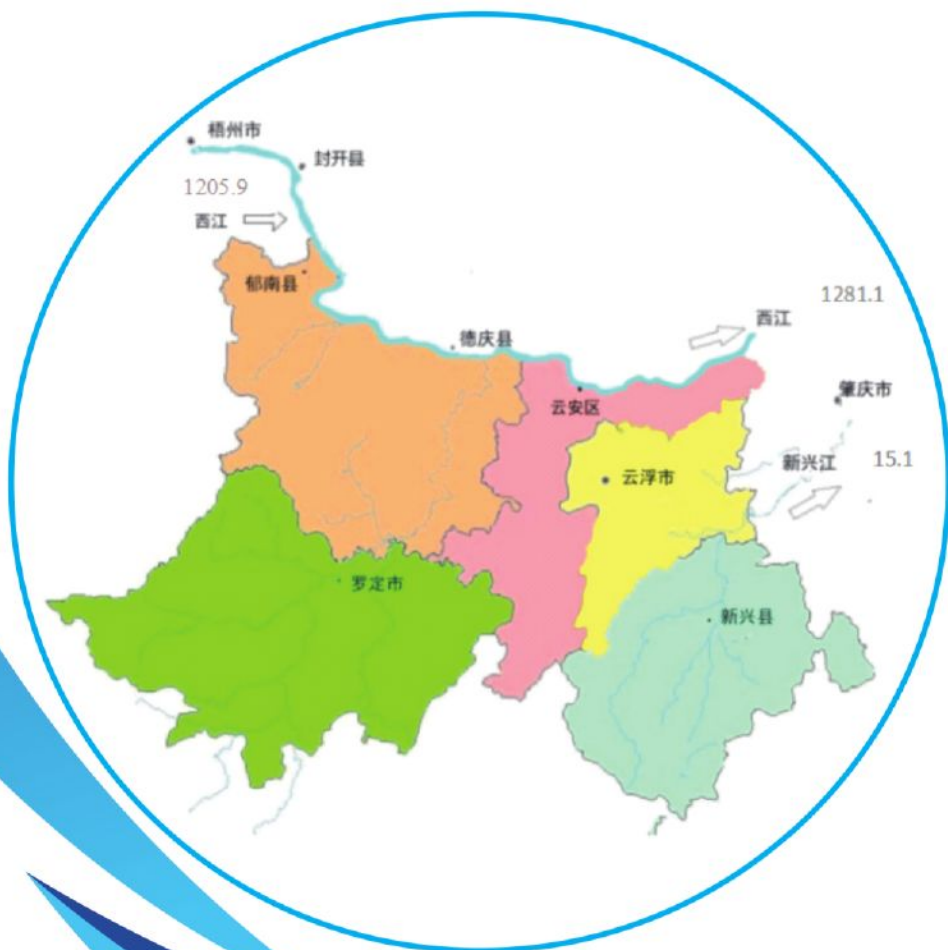 梧州市
封开县
1205.9
西江
郁南县
1281.1
西江
德庆县
肇庆市
云安区
新兴江
15.1
云浮市
罗定市
新兴县